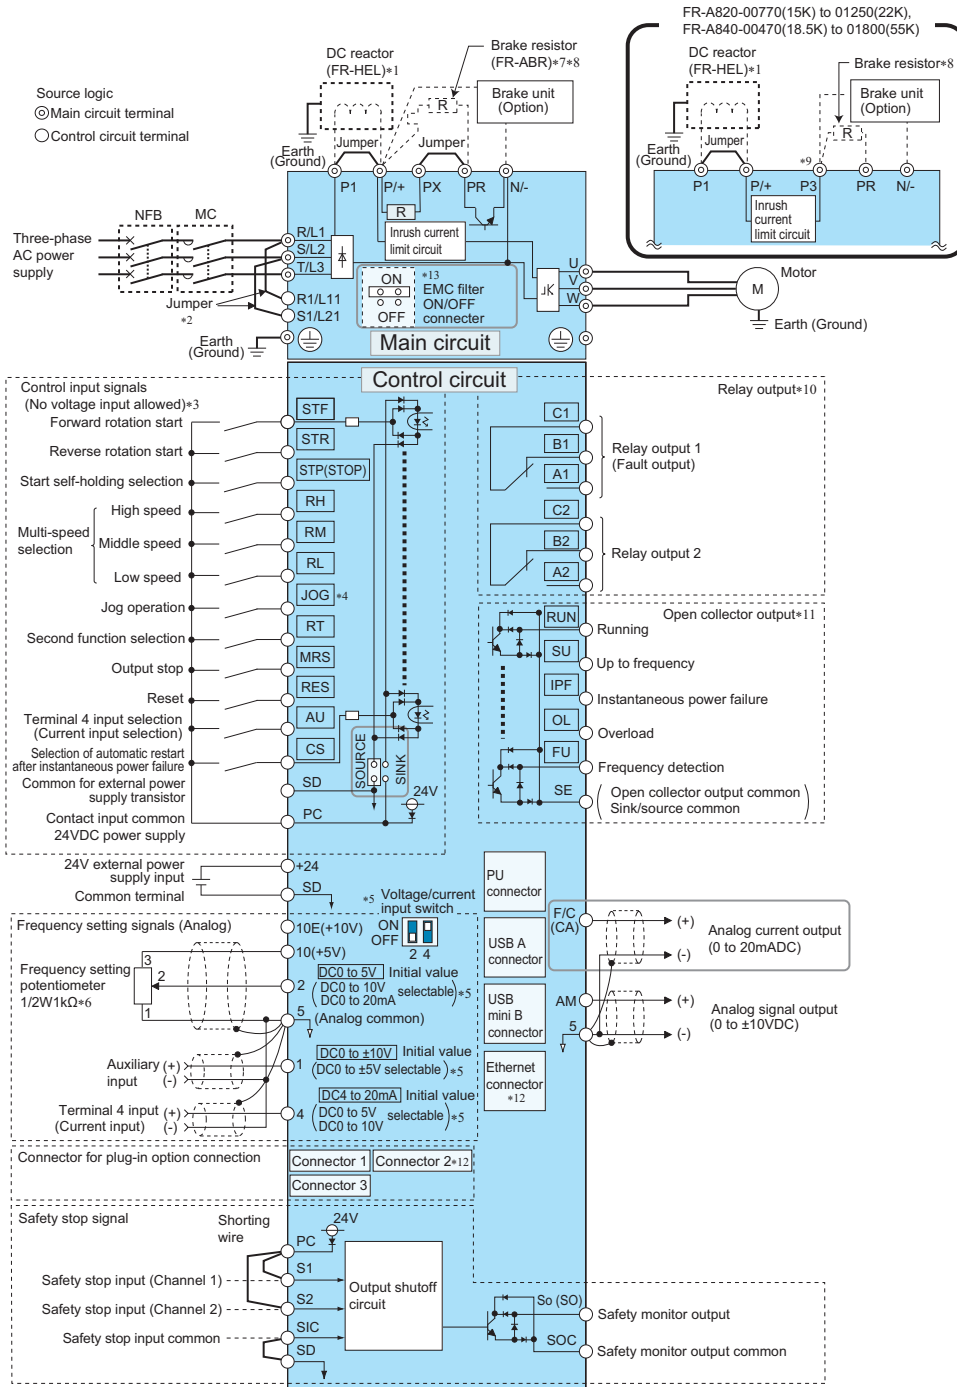 FR-A820-00770(15K) to 01250(22K),
FR-A840-00470(18.5K) to 01800(55K)
DC reactor
(FR-HEL)*1
Brake resistor
(FR-ABR)*7*8
Brake unit
(Option)
R
Earth
(Ground)
Jumper
Jumper
DC reactor
(FR-HEL)*1
Brake resistor*8
Brake unit
(Option)
R
Earth
(Ground)
Jumper
*9
P1
P/+
P3
PR
N/-
Inrush
current
limit circuit
Source logic
Main circuit terminal
Control circuit terminal
P1
P/+
PX
PR
N/-
R
Inrush current
limit circuit
NFB
MC
Three-phase
AC power
supply
R/L1
S/L2
T/L3
R1/L11
S1/L21
Jumper
*2
Earth
(Ground)
ON
OFF
*13
EMC filter
ON/OFF
connecter
U
V
W
Motor
M
Earth (Ground)
Main circuit
Control circuit
Control input signals
(No voltage input allowed)*3
Forward rotation start
STF
Reverse rotation start
STR
Start self-holding selection
STP(STOP)
Multi-speed
selection
High speed
RH
Middle speed
RM
Low speed
RL
Jog operation
JOG *4
Second function selection
RT
Output stop
MRS
Reset
RES
Terminal 4 input selection
(Current input selection)
AU
Selection of automatic restart
after instantaneous power failure
CS
Common for external power
supply transistor
SD
Contact input common
24VDC power supply
PC
SOURCE
SINK
24V
Relay output*10
C1
B1
A1
Relay output 1
(Fault output)
C2
B2
A2
Relay output 2
Open collector output*11
RUN
Running
SU
Up to frequency
IPF
Instantaneous power failure
OL
Overload
FU
Frequency detection
SE
Open collector output common
Sink/source common
24V external power
supply input
Common terminal
+24
SD
*5 Voltage/current
input switch
ON
OFF
2 4
Frequency setting signals (Analog)
10E(+10V)
10(+5V)
Frequency setting
potentiometer
1/2W1kΩ*6
3
2
1
2
DC0 to 5V Initial value
DC0 to 10V
DC0 to 20mA
selectable
*5
5
(Analog common)
Auxiliary
input
(+)
(-)
1
DC0 to ±10V Initial value
(DC0 to ±5V selectable) *5
Terminal 4 input
(Current input)
(+)
(-)
4
DC4 to 20mA Initial value
DC0 to 5V
DC0 to 10V
selectable
*5
PU
connector
USB A
connector
USB
mini B
connector
Ethernet
connector
*12
F/C
(CA)
(+)
(-)
Analog current output
(0 to 20mADC)
AM
5
(+)
(-)
Analog signal output
(0 to ±10VDC)
Connector for plug-in option connection
Connector 1
Connector 2*12
Connector 3
Safety stop signal
Shorting
wire
24V
PC
Safety stop input (Channel 1)
S1
Safety stop input (Channel 2)
S2
Safety stop input common
SIC
SD
Output shutoff
circuit
So (SO)
Safety monitor output
SOC
Safety monitor output common